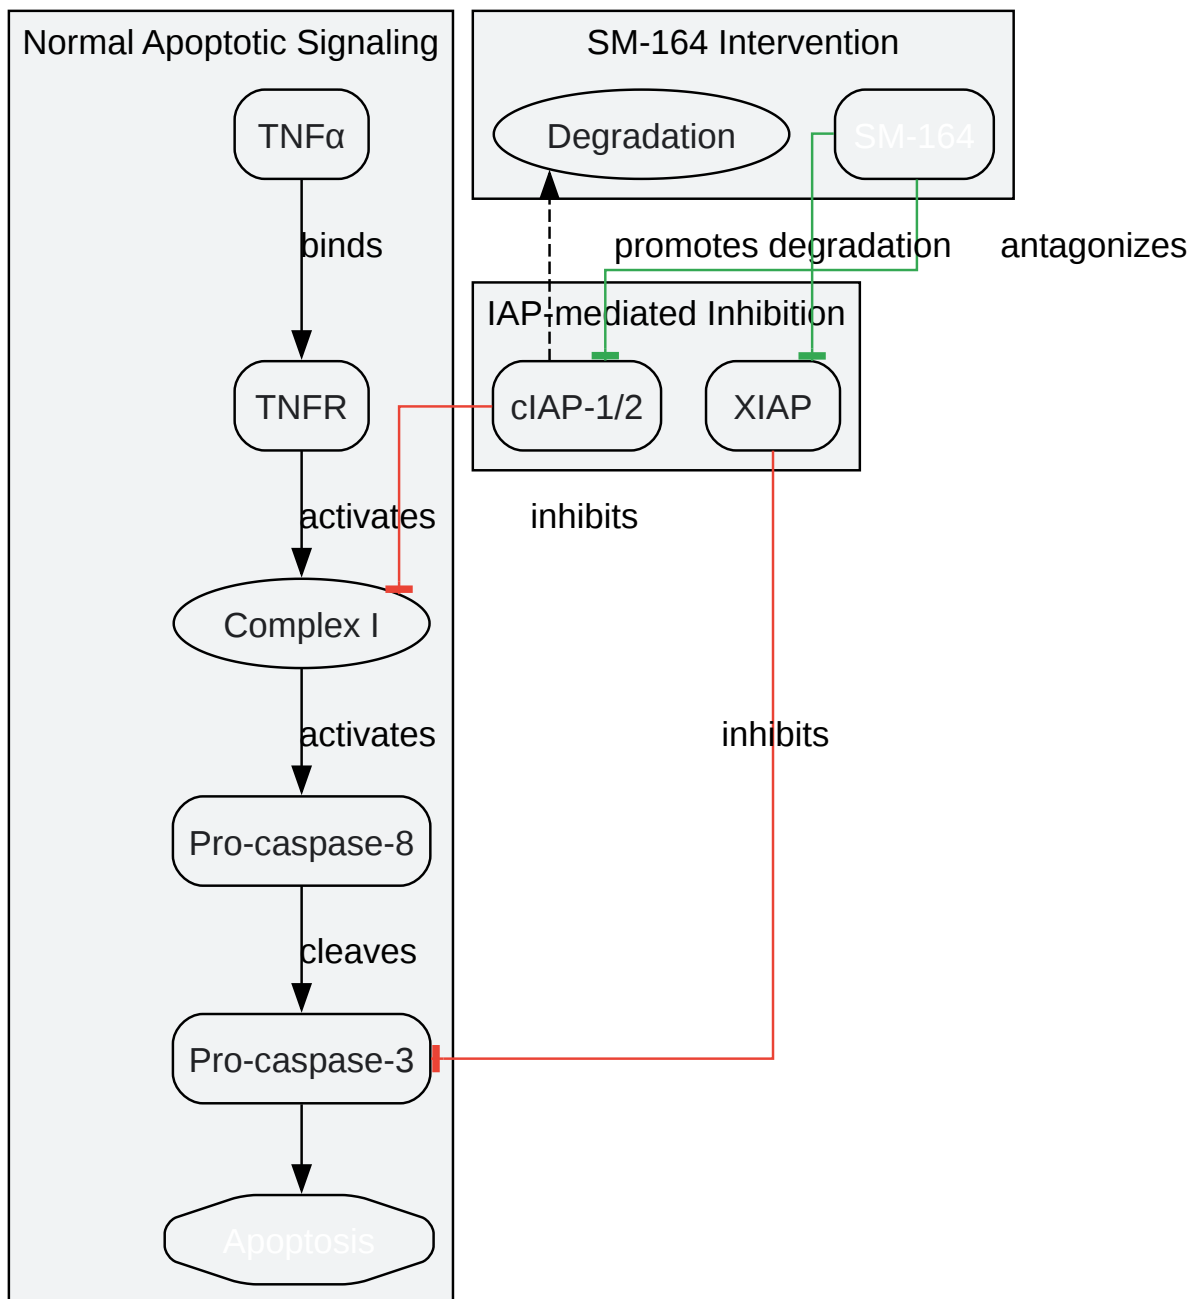 Normal Apoptotic Signaling
SM-164 Intervention
TNFα
Degradation
SM-164
binds
promotes degradation
antagonizes
IAP-mediated Inhibition
TNFR
cIAP-1/2
XIAP
activates
inhibits
Complex I
activates
inhibits
Pro-caspase-8
cleaves
Pro-caspase-3
Apoptosis